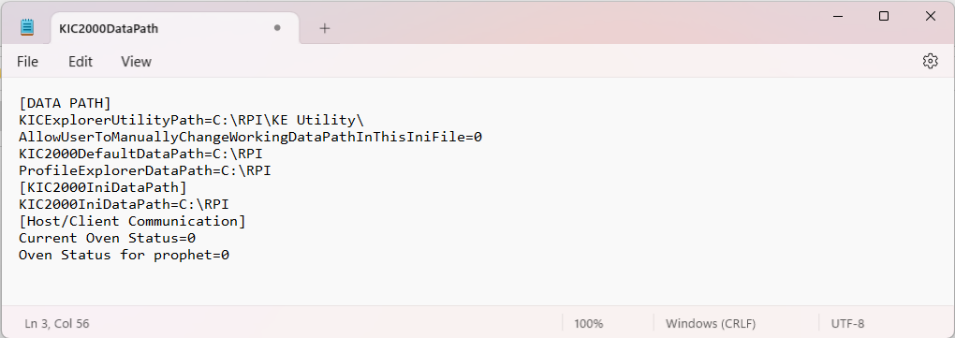 KIC2000DataPath
File Edit View
[DATA PATH]
KICExplorerUtilityPath=C:\RPI\KE Utility\
AllowUserToManuallyChangeWorkingDataPathInThisIniFile=0
KIC2000DefaultDataPath=C:\RPI
ProfileExplorerDataPath=C:\RPI
[KIC2000IniDataPath]
KIC2000IniDataPath=C:\RPI
[Host/Client Communication]
Current Oven Status=0
Oven Status for prophet=0
Ln 3, Col 56 100% Windows (CRLF) UTF-8